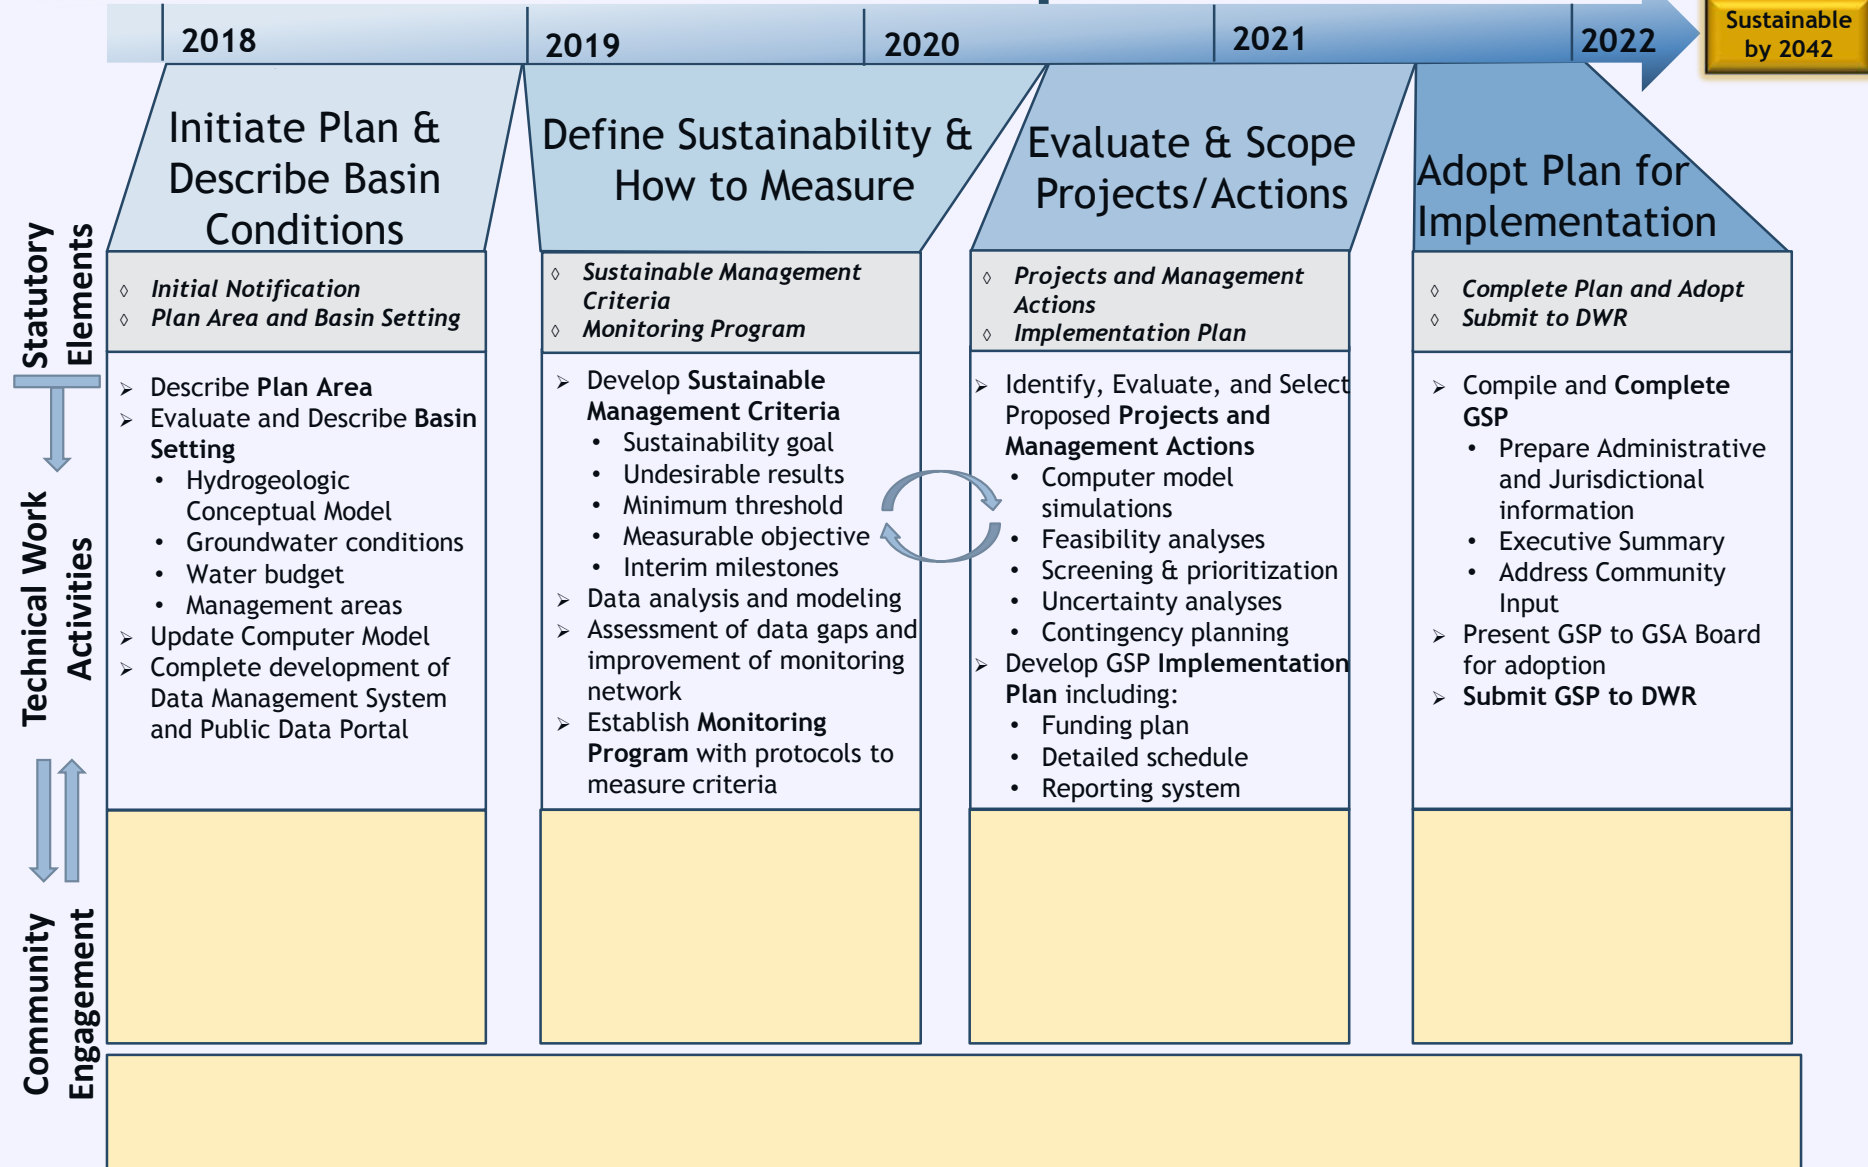 2018
2019
2020
2021
2022
Sustainable
by 2042
Initiate Plan &
Describe Basin
Conditions
Define Sustainability &
How to Measure
Evaluate & Scope
Projects/Actions
Adopt Plan for
Implementation
Statutory
Elements
◊ Initial Notification
◊ Plan Area and Basin Setting
◊ Sustainable Management
Criteria
◊ Monitoring Program
◊ Projects and Management
Actions
◊ Implementation Plan
◊ Complete Plan and Adopt
◊ Submit to DWR
Technical Work
Activities
➢ Describe Plan Area
➢ Evaluate and Describe Basin
Setting
• Hydrogeologic
Conceptual Model
• Groundwater conditions
• Water budget
• Management areas
➢ Update Computer Model
➢ Complete development of
Data Management System
and Public Data Portal
➢ Develop Sustainable
Management Criteria
• Sustainability goal
• Undesirable results
• Minimum threshold
• Measurable objective
• Interim milestones
➢ Data analysis and modeling
➢ Assessment of data gaps and
improvement of monitoring
network
➢ Establish Monitoring
Program with protocols to
measure criteria
➢ Identify, Evaluate, and Select
Proposed Projects and
Management Actions
• Computer model
simulations
• Feasibility analyses
• Screening & prioritization
• Uncertainty analyses
• Contingency planning
➢ Develop GSP Implementation
Plan including:
• Funding plan
• Detailed schedule
• Reporting system
➢ Compile and Complete
GSP
• Prepare Administrative
and Jurisdictional
information
• Executive Summary
• Address Community
Input
➢ Present GSP to GSA Board
for adoption
➢ Submit GSP to DWR
Community
Engagement